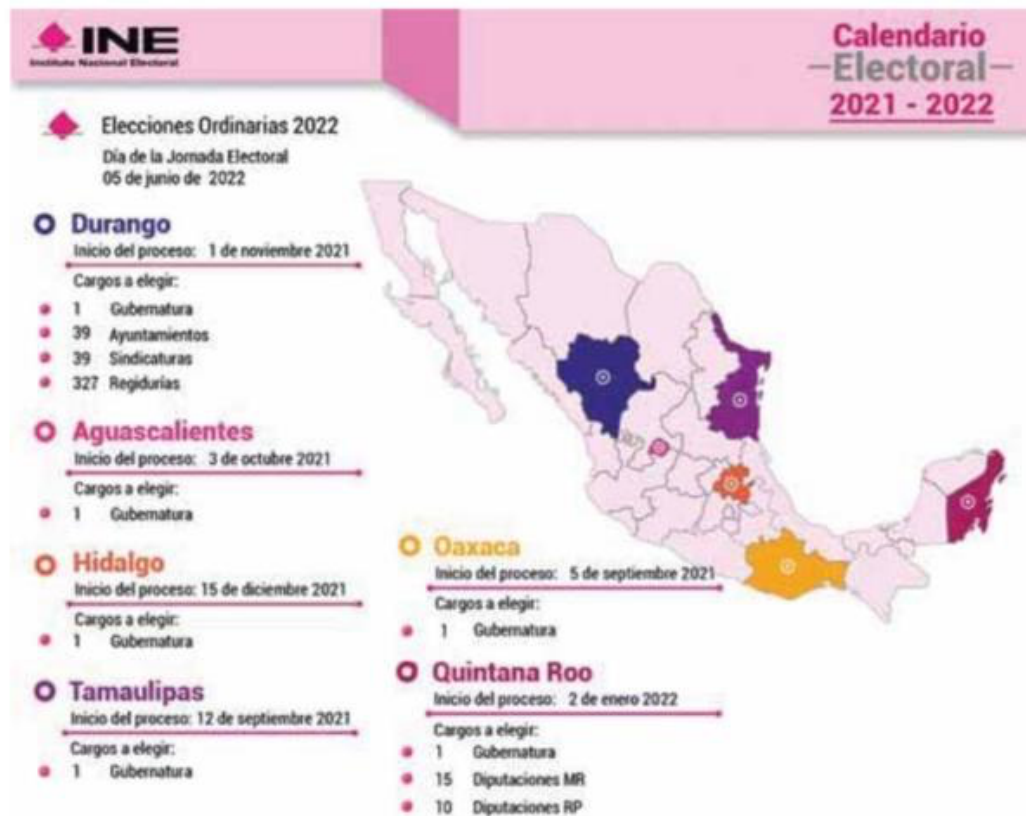 INE
Instituto Nacional Electoral
Calendario
Electoral
2021 - 2022
Elecciones Ordinarias 2022
Día de la Jornada Electoral
05 de junio de 2022
Durango
Inicio del proceso: 1 de noviembre 2021
Cargos a elegir:
1 Gubernatura
39 Ayuntamientos
39 Sindicaturas
327 Regidurías
Aguascalientes
Inicio del proceso: 3 de octubre 2021
Cargos a elegir:
1 Gubernatura
Hidalgo
Inicio del proceso: 15 de diciembre 2021
Cargos a elegir:
1 Gubernatura
Tamaulipas
Inicio del proceso: 12 de septiembre 2021
Cargos a elegir:
1 Gubernatura
Oaxaca
Inicio del proceso: 5 de septiembre 2021
Cargos a elegir:
1 Gubernatura
Quintana Roo
Inicio del proceso: 2 de enero 2022
Cargos a elegir:
1 Gubernatura
15 Diputaciones MR
10 Diputaciones RP